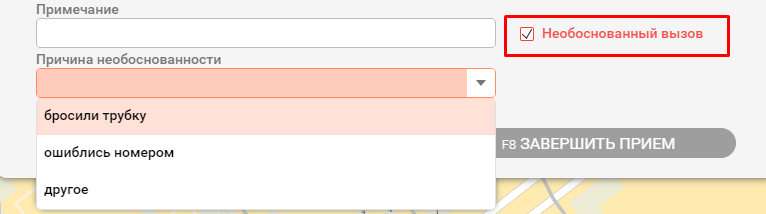 Примечание
Необоснованный вызов
Причина необоснованности
бросили трубку
ошиблись номером
другое
F8 ЗАВЕРШИТЬ ПРИЕМ